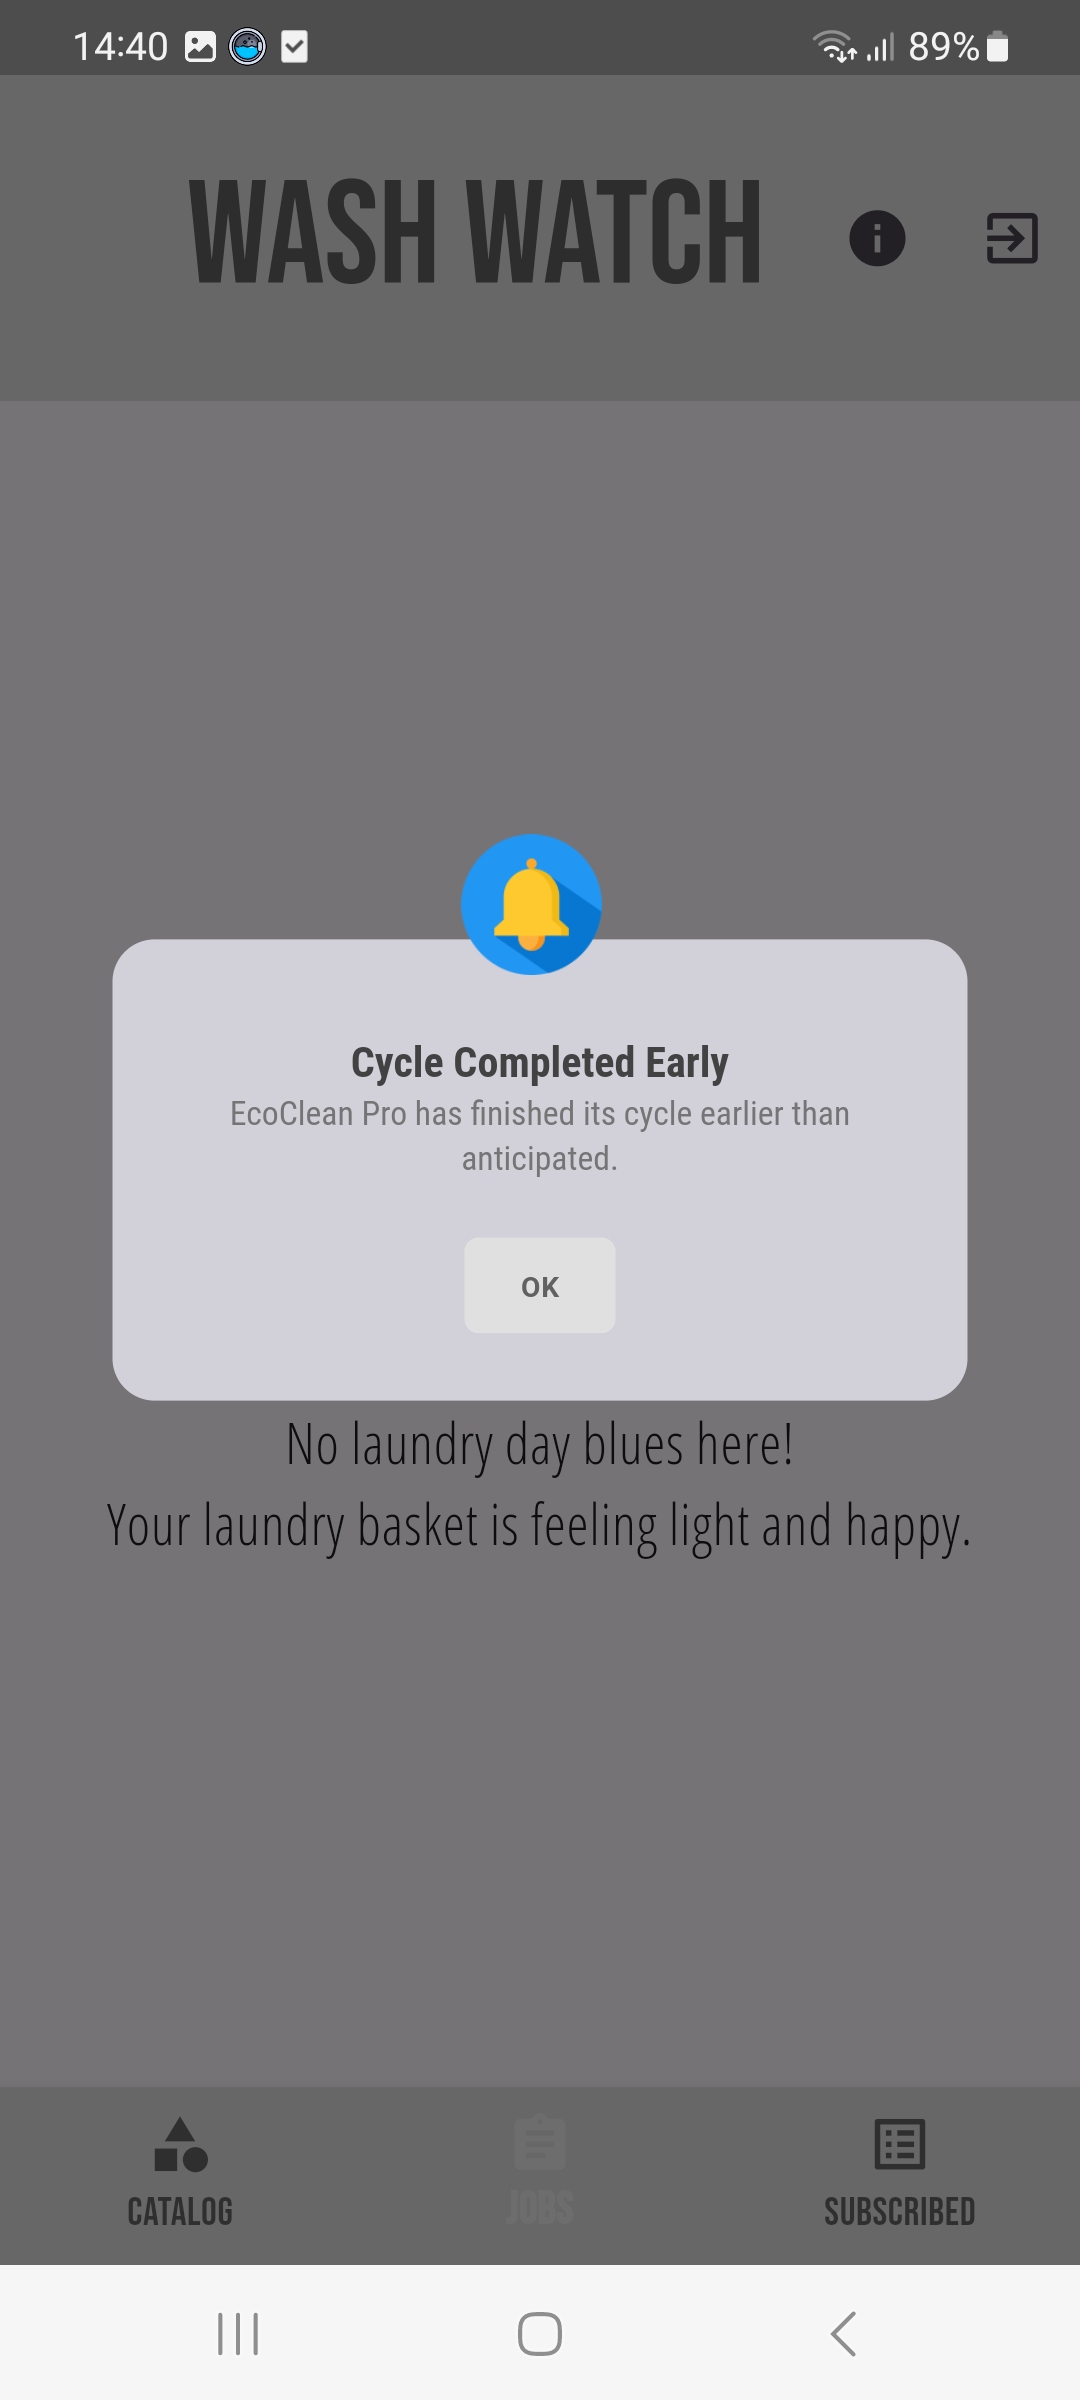 14:40
89%
WASH WATCH
Cycle Completed Early
EcoClean Pro has finished its cycle earlier than
anticipated.
OK
No laundry day blues here!
Your laundry basket is feeling light and happy.
CATALOG
JOBS
SUBSCRIBED